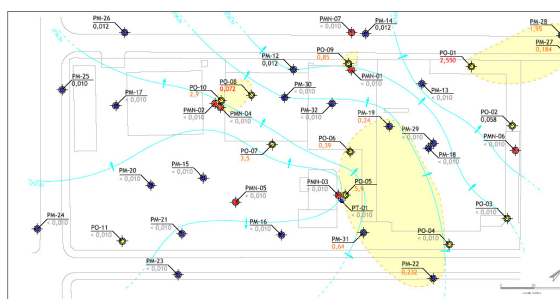 PM-26
0,012
PMN-07
< 0,010
PM-14
0,012
PM-28
1,95
PM-27
0,184
PO-09
0,85
PM-12
0,012
PMN-01
< 0,010
PO-01
2,550
PM-25
0,010
PM-17
< 0,010
PO-10
2,9
PO-08
0,072
PMN-02
< 0,010
PMN-04
< 0,010
PM-30
< 0,010
PM-32
< 0,010
PM-13
< 0,010
PM-19
0,24
PO-02
0,058
PM-29
< 0,010
PM-18
< 0,010
PMN-06
< 0,010
PO-06
0,39
PO-07
3,5
PM-15
< 0,010
PM-20
< 0,010
PMN-05
< 0,010
PMN-03
< 0,010
PO-05
5,9
PT-01
< 0,010
PO-03
< 0,010
PM-24
< 0,010
PO-11
< 0,010
PM-21
< 0,010
PM-16
< 0,010
PM-31
0,64
PO-04
< 0,010
PM-23
< 0,010
PM-22
0,232